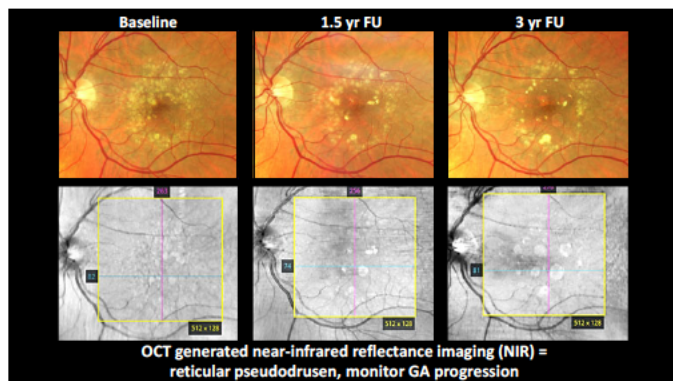 Baseline
1.5 yr FU
3 yr FU
263
256
52
74
81
512 x 128
512 x 128
512 x 128
OCT generated near-infrared reflectance imaging (NIR) =
reticular pseudodrusen, monitor GA progression